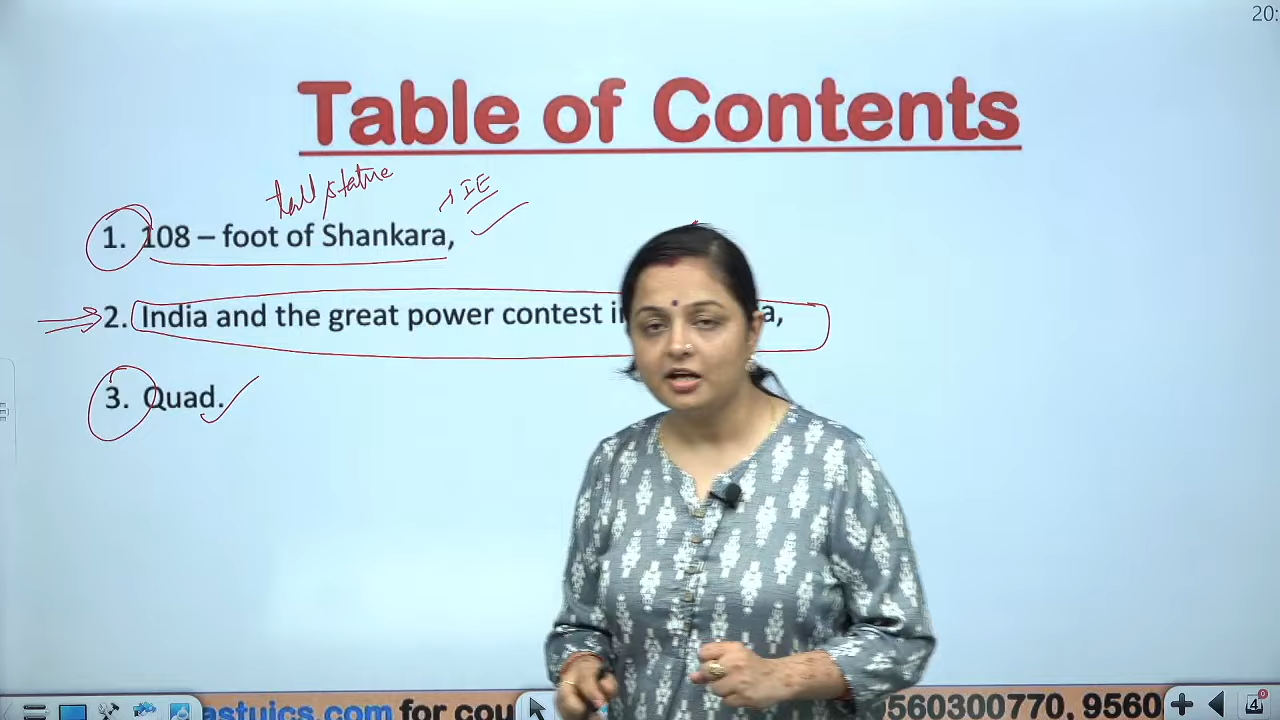 20:
Table of Contents
tall statue
IE
1. 108 – foot of Shankara,
2. India and the great power contest i a,
3. Quad.
astuics.com for cou
560300770, 9560
4